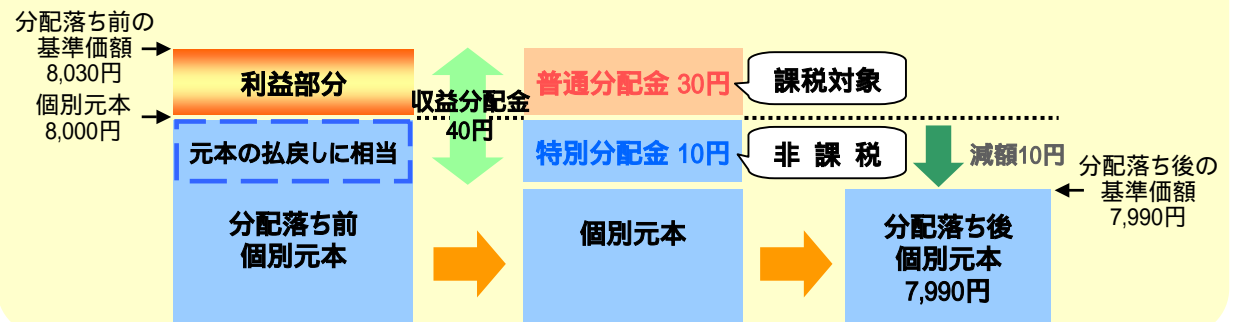 分配落ち前の
基準価額
8,030円
個別元本
8,000円
利益部分
元本の払戻しに相当
分配落ち前
個別元本
収益分配金
40円
普通分配金 30円
課税対象
特別分配金 10円
非 課 税
個別元本
減額10円
分配落ち後
個別元本
7,990円
分配落ち後の
基準価額
7,990円